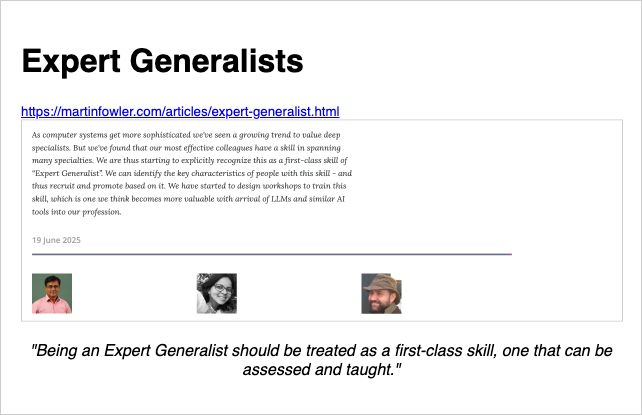 Expert Generalists
https://martinfowler.com/articles/expert-generalist.html
As computer systems get more sophisticated we've seen a growing trend to value deep
specialists. But we've found that our most effective colleagues have a skill in spanning
many specialties. We are thus starting to explicitly recognize this as a first-class skill of
“Expert Generalist”. We can identify the key characteristics of people with this skill - and
thus recruit and promote based on it. We have started to design workshops to train this
skill, which is one we think becomes more valuable with arrival of LLMs and similar AI
tools into our profession.
19 June 2025
"Being an Expert Generalist should be treated as a first-class skill, one that can be
assessed and taught."